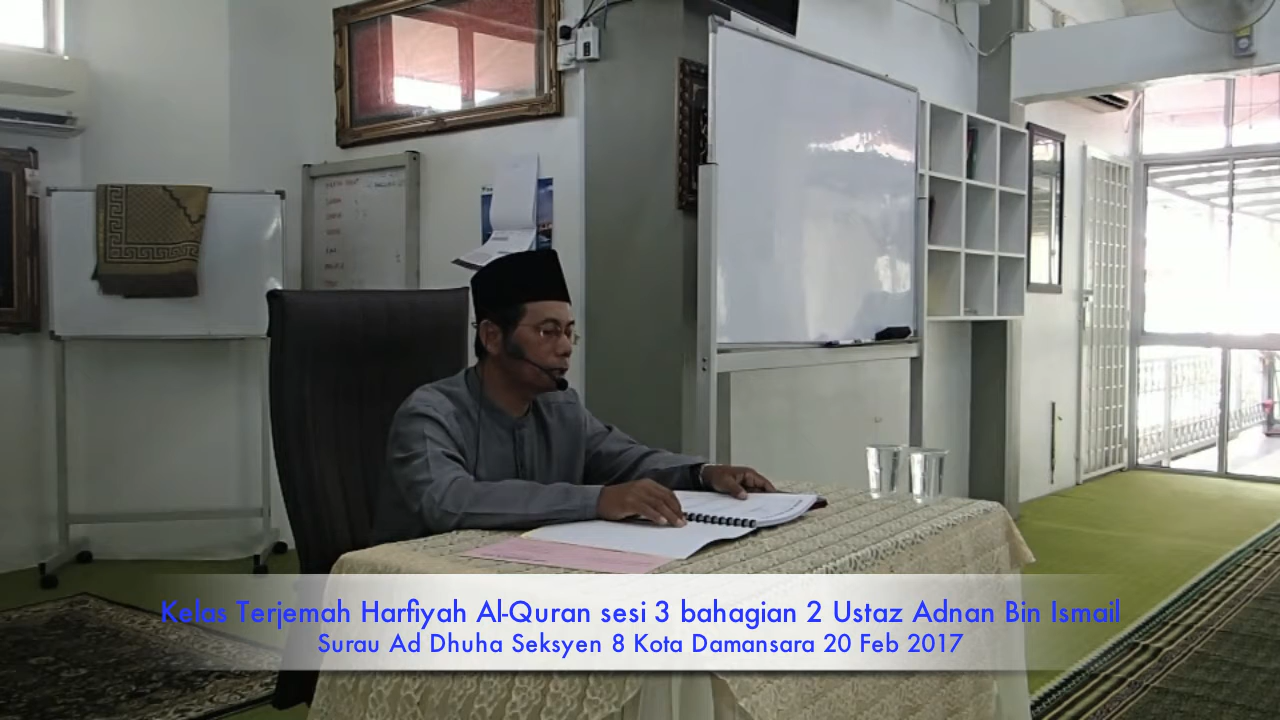 Kelas Terjemah Harfiyah Al-Quran sesi 3 bahagian 2 Ustaz Adnan Bin Ismail
Surau Ad Dhuha Seksyen 8 Kota Damansara 20 Feb 2017